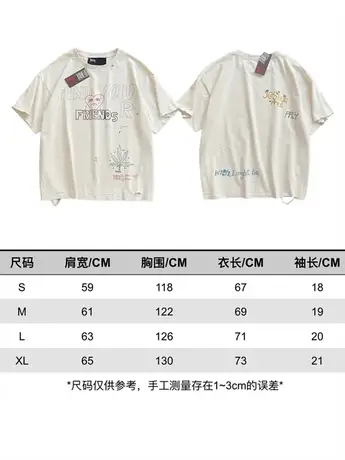 FRIENDS
尺码 肩宽/CM 胸围/CM 衣长/CM 袖长/CM
S 59 118 67 18
M 61 122 69 19
L 63 126 71 20
XL 65 130 73 21
*尺码仅供参考，手工测量存在1~3cm的误差*